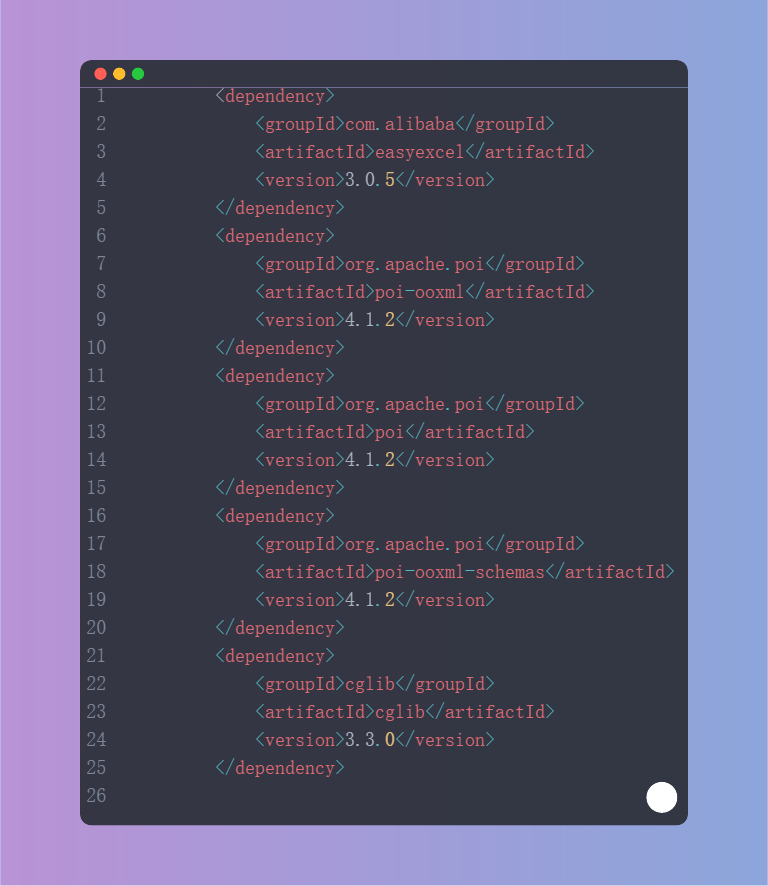 1 <dependency>
2 <groupId>com.alibaba</groupId>
3 <artifactId>easyexcel</artifactId>
4 <version>3.0.5</version>
5 </dependency>
6 <dependency>
7 <groupId>org.apache.poi</groupId>
8 <artifactId>poi-ooxml</artifactId>
9 <version>4.1.2</version>
10 </dependency>
11 <dependency>
12 <groupId>org.apache.poi</groupId>
13 <artifactId>poi</artifactId>
14 <version>4.1.2</version>
15 </dependency>
16 <dependency>
17 <groupId>org.apache.poi</groupId>
18 <artifactId>poi-ooxml-schemas</artifactId>
19 <version>4.1.2</version>
20 </dependency>
21 <dependency>
22 <groupId>cglib</groupId>
23 <artifactId>cglib</artifactId>
24 <version>3.3.0</version>
25 </dependency>
26